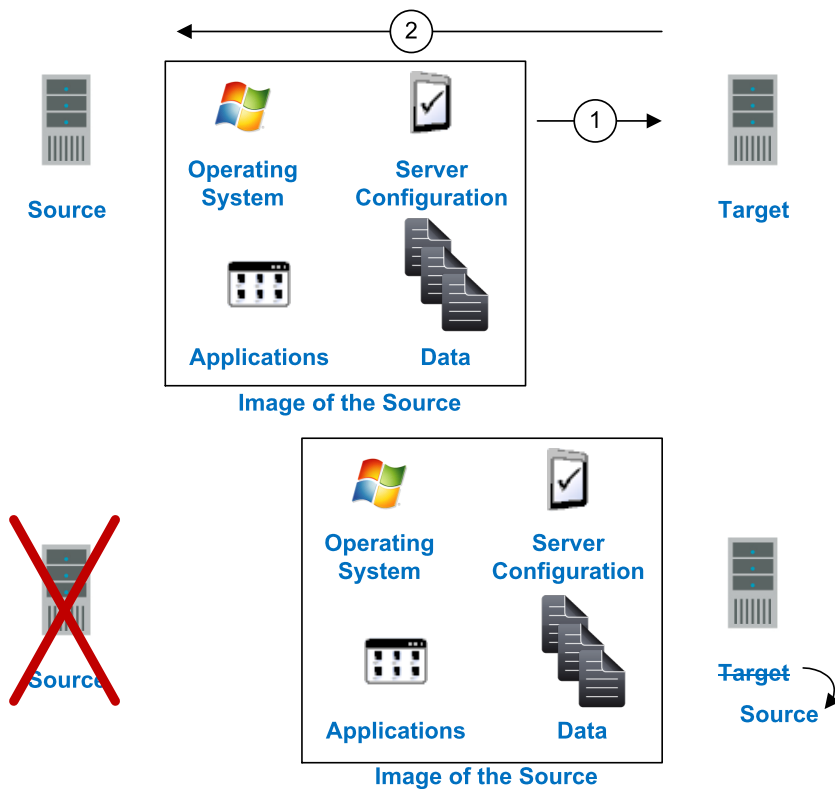 2
1
Operating
System
Server
Configuration
Source
Target
Applications
Data
Image of the Source
Operating
System
Server
Configuration
Source
Target
Source
Applications
Data
Image of the Source